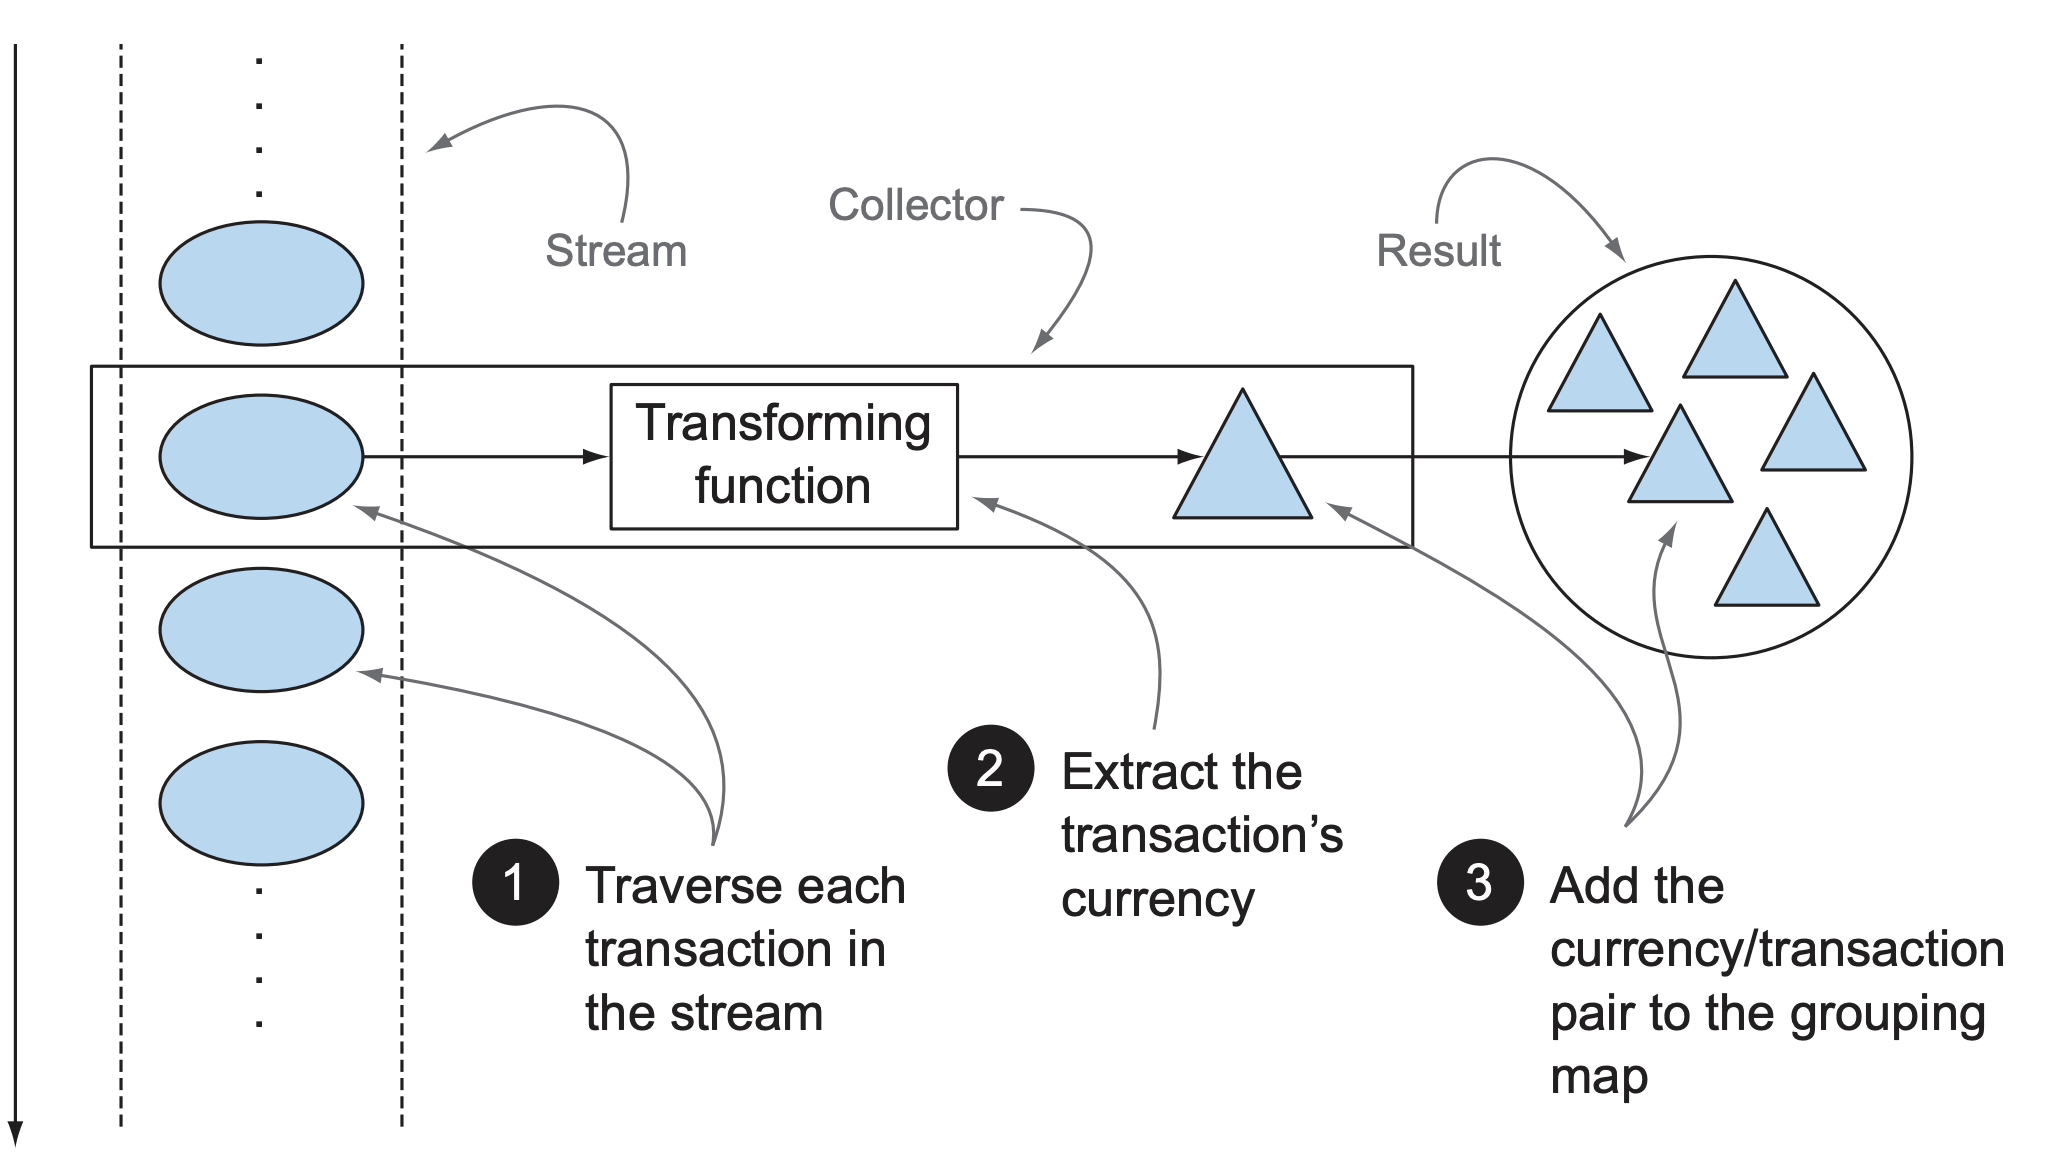 Stream
Collector
Result
Transforming
function
1
Traverse each
transaction in
the stream
2
Extract the
transaction’s
currency
3
Add the
currency/transaction
pair to the grouping
map